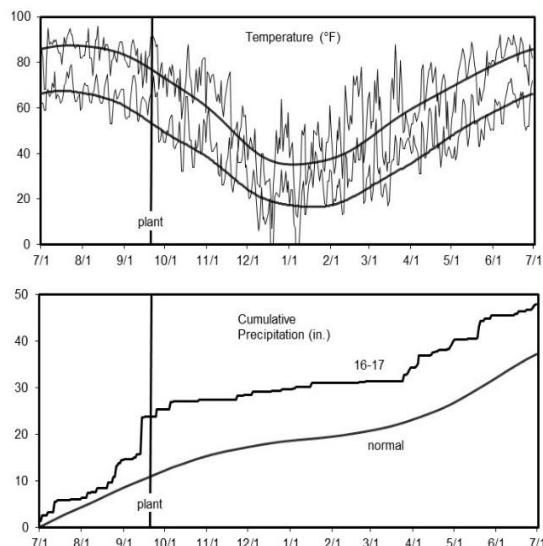 100
Temperature (°F)
80
60
40
20
plant
0
7/1 8/1 9/1 10/1 11/1 12/1 1/1 2/1 3/1 4/1 5/1 6/1 7/1
50
Cumulative
Precipitation (in.)
40
16-17
30
20
normal
10
plant
0
7/1 8/1 9/1 10/1 11/1 12/1 1/1 2/1 3/1 4/1 5/1 6/1 7/1